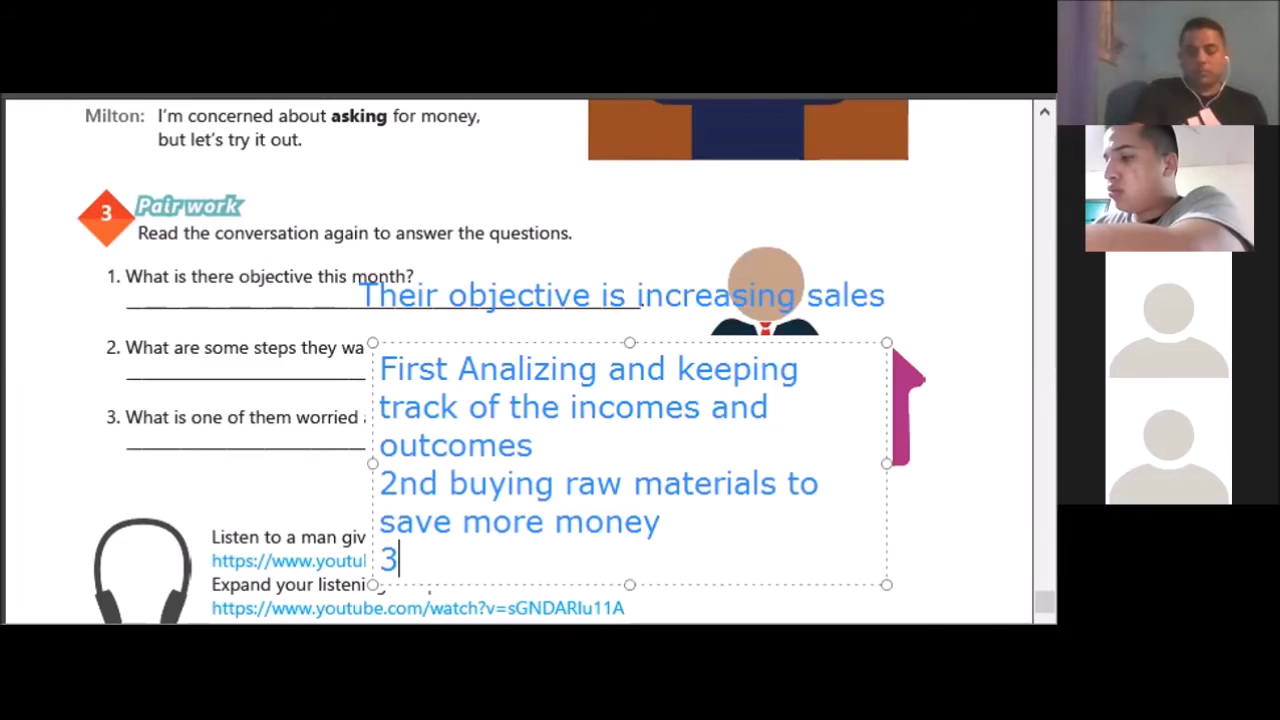 Milton: I'm concerned about asking for money,
but let's try it out.
3 Pair work
Read the conversation again to answer the questions.
1. What is there objective this month?
Their objective is increasing sales
2. What are some steps they wa
First Analizing and keeping
track of the incomes and
outcomes
2nd buying raw materials to
save more money
3
3. What is one of them worried
Listen to a man giv
https://www.youtu
Expand your listeni
https://www.youtube.com/watch?v=sGNDARIu11A